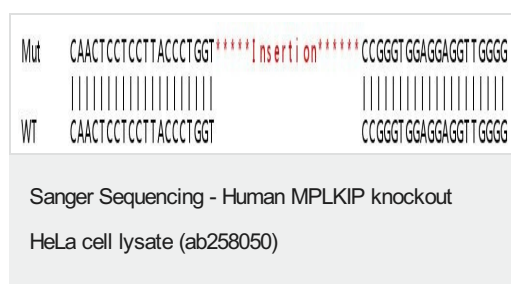 Mut CAACTCCTCCTTACCCTGGT*****Insertion******CCGGGTGGAGGAGGTTGGGG
|||||||||||||||||||| ||||||||||||||||||||
WT CAACTCCTCCTTACCCTGGT CCGGGTGGAGGAGGTTGGGG
Sanger Sequencing - Human MPLKIP knockout
HeLa cell lysate (ab258050)